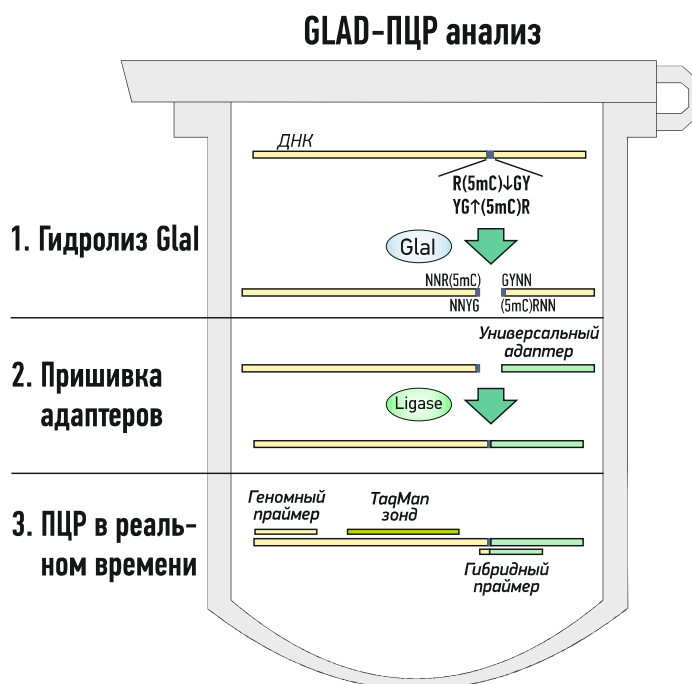 GLAD-ПЦР анализ
ДНК
R(5mC)↓GY
YG↑(5mC)R
1. Гидролиз GlaI
GlaI
NNR(5mC) GYNN
NNYG (5mC)RNN
Универсальный
адаптер
2. Пришивка
адаптеров
Ligase
Геномный
праймер
TaqMan
зонд
3. ПЦР в реаль-
ном времени
Гибридный
праймер